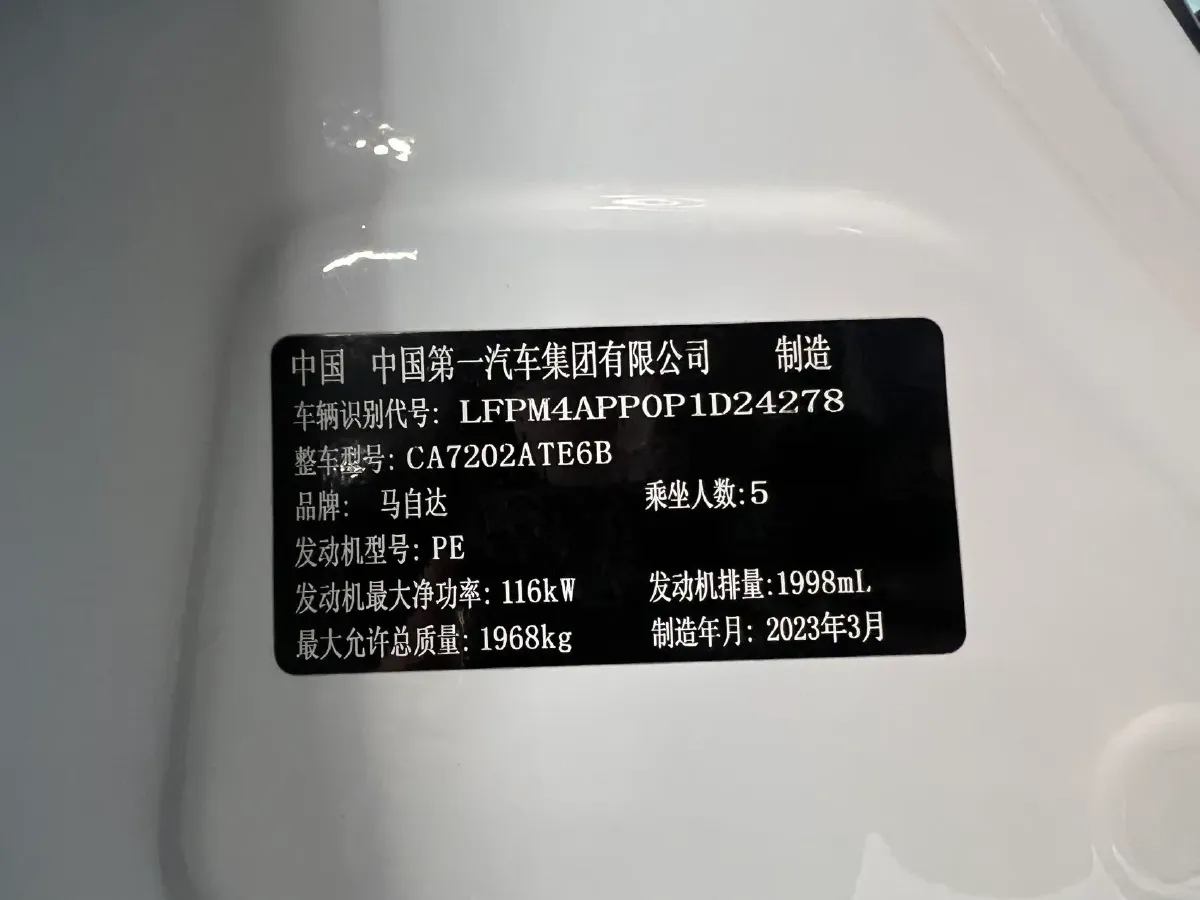 中国 中国第一汽车集团有限公司 制造
车辆识别代号: LFPM4APP0P1D24278
整车型号: CA7202ATE6B
品牌: 马自达 乘坐人数:5
发动机型号: PE
发动机最大净功率: 116kW 发动机排量:1998mL
最大允许总质量: 1968kg 制造年月: 2023年3月